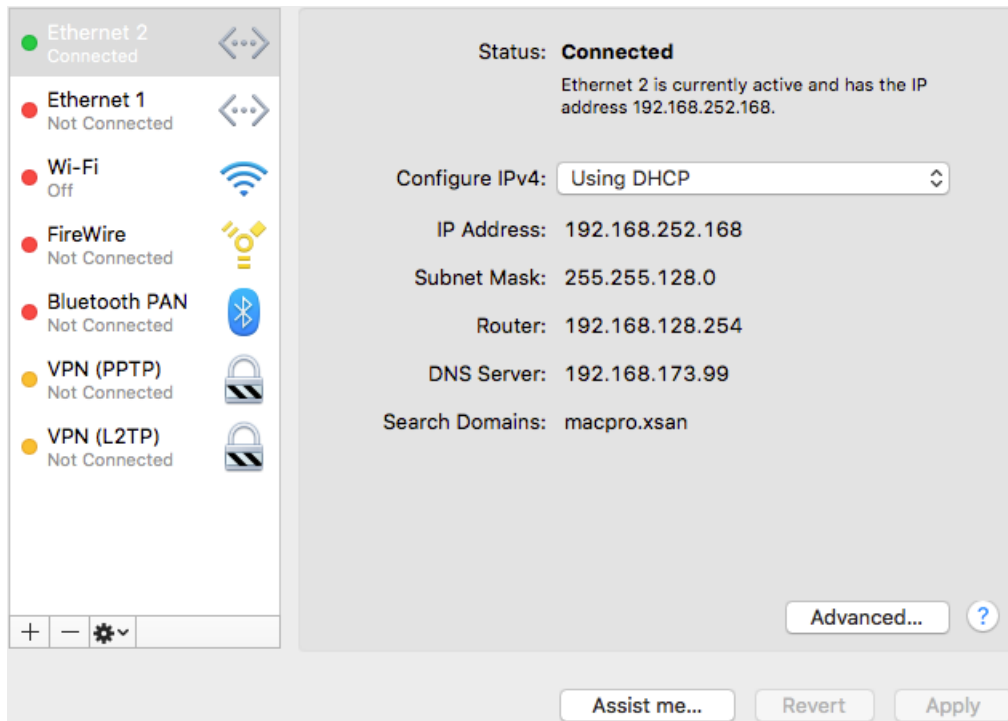 Ethernet 2
Connected
Ethernet 1
Not Connected
Wi-Fi
Off
FireWire
Not Connected
Bluetooth PAN
Not Connected
VPN (PPTP)
Not Connected
VPN (L2TP)
Not Connected
Status: Connected
Ethernet 2 is currently active and has the IP
address 192.168.252.168.
Configure IPv4: Using DHCP
IP Address: 192.168.252.168
Subnet Mask: 255.255.128.0
Router: 192.168.128.254
DNS Server: 192.168.173.99
Search Domains: macpro.xsan
Advanced... ?
Assist me... Revert Apply